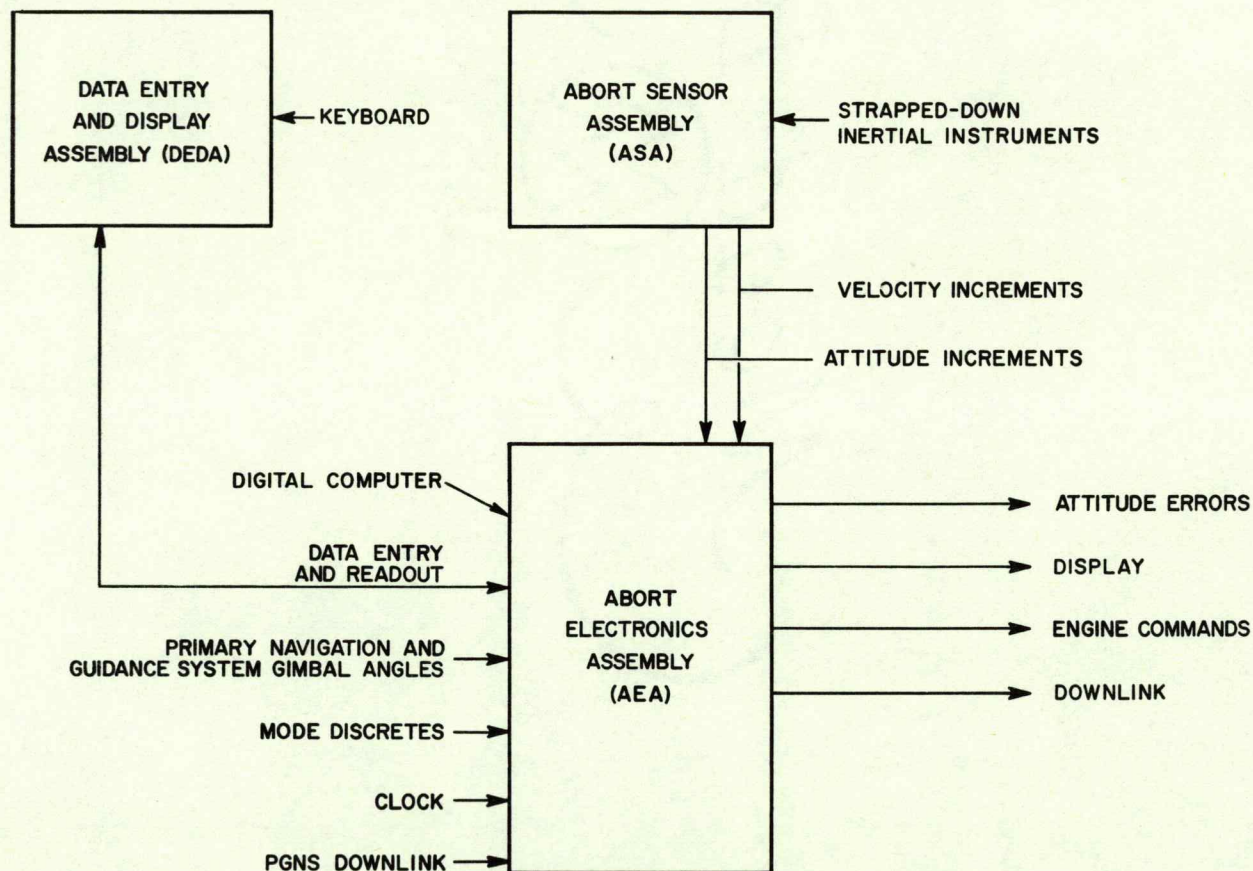 DATA ENTRY
AND DISPLAY
ASSEMBLY (DEDA)
KEYBOARD
ABORT SENSOR
ASSEMBLY
(ASA)
STRAPPED-DOWN
INERTIAL INSTRUMENTS
VELOCITY INCREMENTS
ATTITUDE INCREMENTS
DIGITAL COMPUTER
DATA ENTRY
AND READOUT
PRIMARY NAVIGATION AND
GUIDANCE SYSTEM GIMBAL ANGLES
MODE DISCRETES
CLOCK
PGNS DOWNLINK
ABORT
ELECTRONICS
ASSEMBLY
(AEA)
ATTITUDE ERRORS
DISPLAY
ENGINE COMMANDS
DOWNLINK